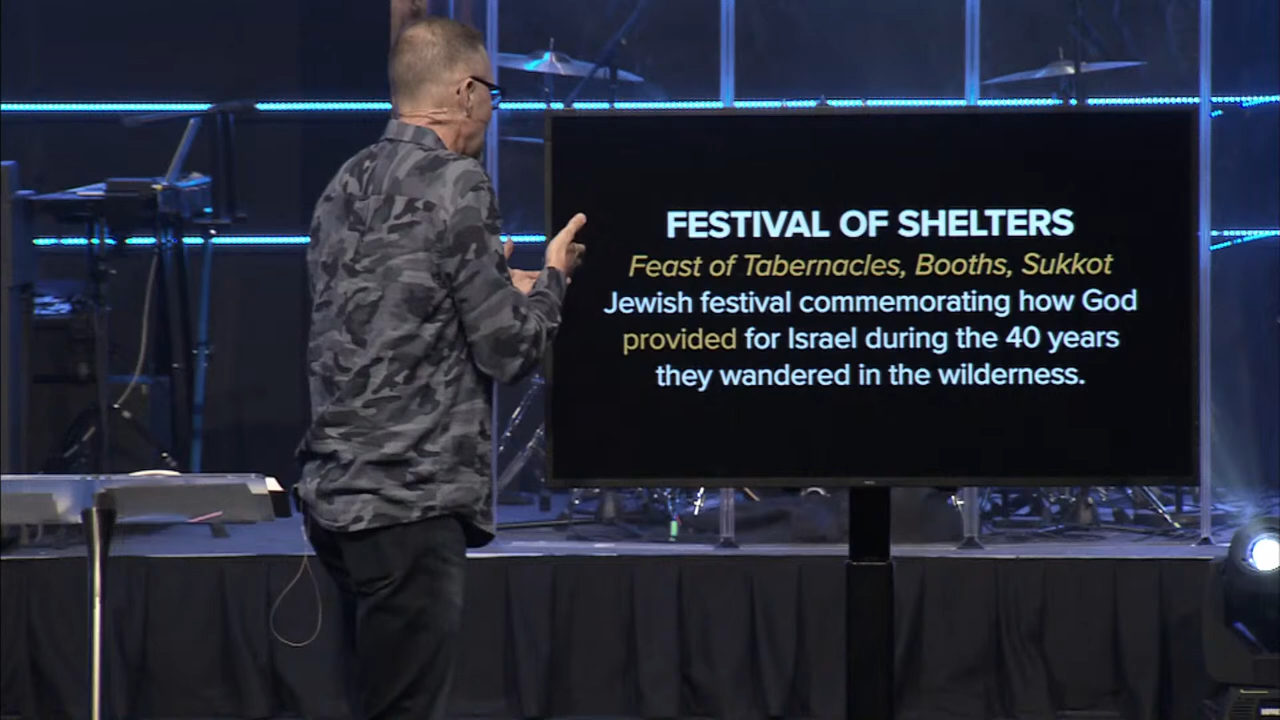 FESTIVAL OF SHELTERS
Feast of Tabernacles, Booths, Sukkot
Jewish festival commemorating how God
provided for Israel during the 40 years
they wandered in the wilderness.